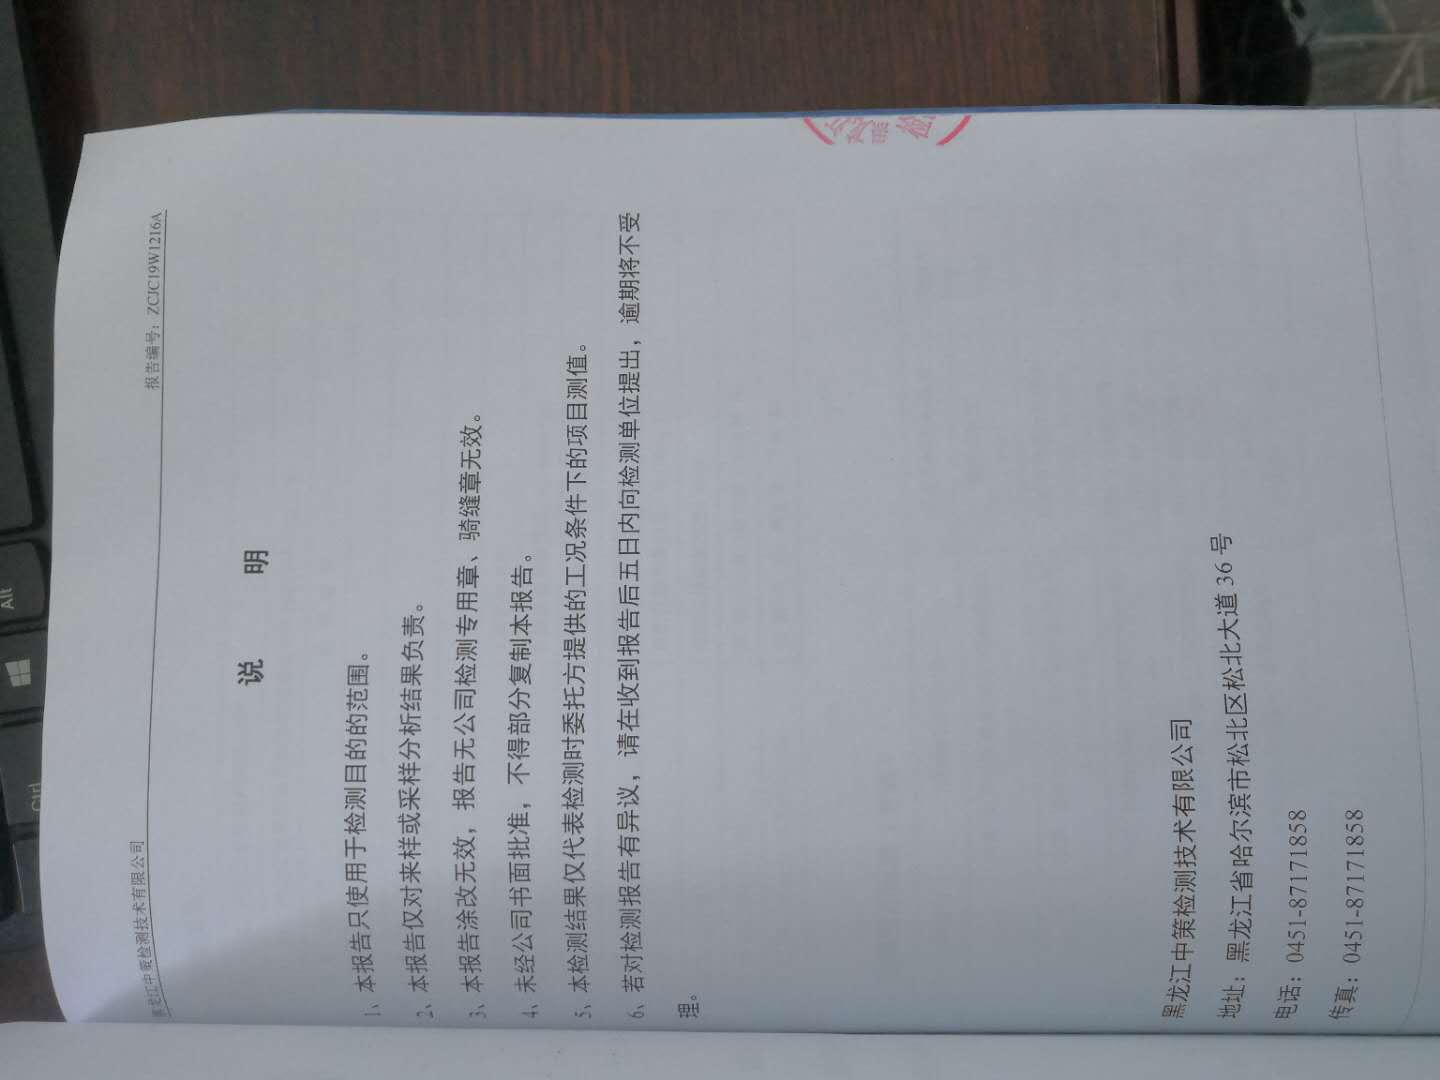 黑龙江中策检测技术有限公司 报告编号：ZCJC19W1216A
说 明
1、本报告只使用于检测目的的范围。
2、本报告仅对来样或采样分析结果负责。
3、本报告涂改无效，报告无公司检测专用章、骑缝章无效。
4、未经公司书面批准，不得部分复制本报告。
5、本检测结果仅代表检测时委托方提供的工况条件下的项目测值。
6、若对检测报告有异议，请在收到报告后五日内向检测单位提出，逾期将不受
理。
黑龙江中策检测技术有限公司
地址：黑龙江省哈尔滨市松北区松北大道 36 号
电话：0451-87171858
传真：0451-87171858
Alt
Ctrl